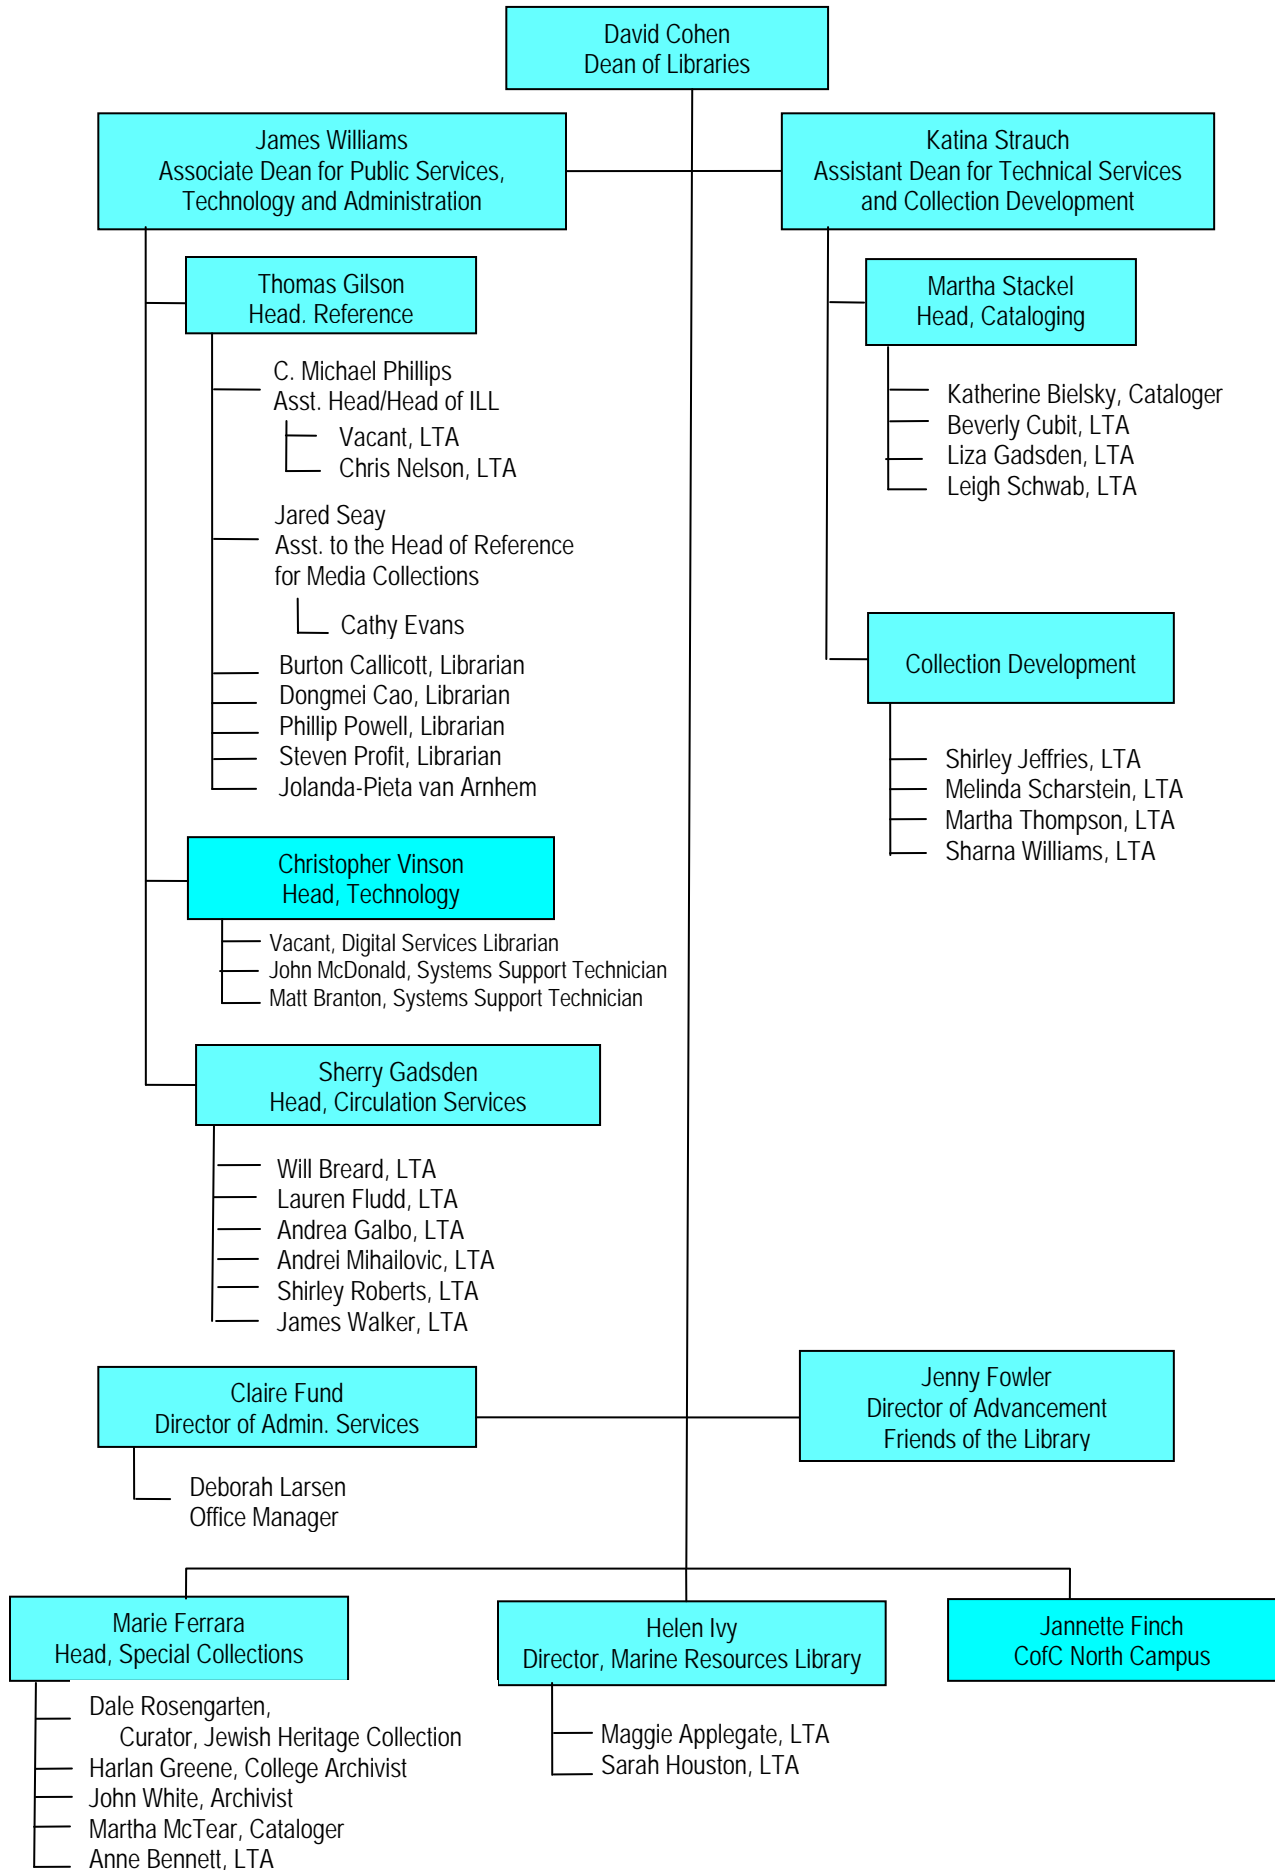 David Cohen
Dean of Libraries
James Williams
Associate Dean for Public Services,
Technology and Administration
Katina Strauch
Assistant Dean for Technical Services
and Collection Development
Thomas Gilson
Head. Reference
C. Michael Phillips
Asst. Head/Head of ILL
Vacant, LTA
Chris Nelson, LTA
Jared Seay
Asst. to the Head of Reference
for Media Collections
Cathy Evans
Burton Callicott, Librarian
Dongmei Cao, Librarian
Phillip Powell, Librarian
Steven Profit, Librarian
Jolanda-Pieta van Arnhem
Christopher Vinson
Head, Technology
Vacant, Digital Services Librarian
John McDonald, Systems Support Technician
Matt Branton, Systems Support Technician
Sherry Gadsden
Head, Circulation Services
Will Breard, LTA
Lauren Fludd, LTA
Andrea Galbo, LTA
Andrei Mihailovic, LTA
Shirley Roberts, LTA
James Walker, LTA
Martha Stackel
Head, Cataloging
Katherine Bielsky, Cataloger
Beverly Cubit, LTA
Liza Gadsden, LTA
Leigh Schwab, LTA
Collection Development
Shirley Jeffries, LTA
Melinda Scharstein, LTA
Martha Thompson, LTA
Sharna Williams, LTA
Claire Fund
Director of Admin. Services
Deborah Larsen
Office Manager
Jenny Fowler
Director of Advancement
Friends of the Library
Marie Ferrara
Head, Special Collections
Dale Rosengarten,
Curator, Jewish Heritage Collection
Harlan Greene, College Archivist
John White, Archivist
Martha McTear, Cataloger
Anne Bennett, LTA
Helen Ivy
Director, Marine Resources Library
Maggie Applegate, LTA
Sarah Houston, LTA
Jannette Finch
CofC North Campus